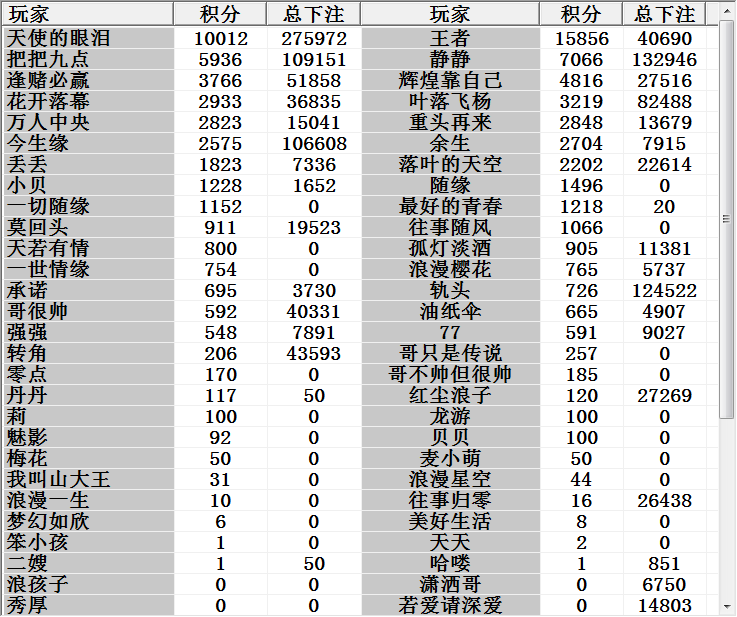 玩家 积分 总下注 玩家 积分 总下注
天使的眼泪 10012 275972 王者 15856 40690
把把九点 5936 109151 静静 7066 132946
逢赌必赢 3766 51858 辉煌靠自己 4816 27516
花开落幕 2933 36835 叶落飞杨 3219 82488
万人中央 2823 15041 重头再来 2848 13679
今生缘 2575 106608 余生 2704 7915
丢丢 1823 7336 落叶的天空 2202 22614
小贝 1228 1652 随缘 1496 0
一切随缘 1152 0 最好的青春 1218 20
莫回头 911 19523 往事随风 1066 0
天若有情 800 0 孤灯淡酒 905 11381
一世情缘 754 0 浪漫樱花 765 5737
承诺 695 3730 轨头 726 124522
哥很帅 592 40331 油纸伞 665 4907
强强 548 7891 77 591 9027
转角 206 43593 哥只是传说 257 0
零点 170 0 哥不帅但很帅 185 0
丹丹 117 50 红尘浪子 120 27269
莉 100 0 龙游 100 0
魅影 92 0 贝贝 100 0
梅花 50 0 麦小萌 50 0
我叫山大王 31 0 浪漫星空 44 0
浪漫一生 10 0 往事归零 16 26438
梦幻如欣 6 0 美好生活 8 0
笨小孩 1 0 天天 2 0
二嫂 1 50 哈喽 1 851
浪孩子 0 0 潇洒哥 0 6750
秀厚 0 0 若爱请深爱 0 14803